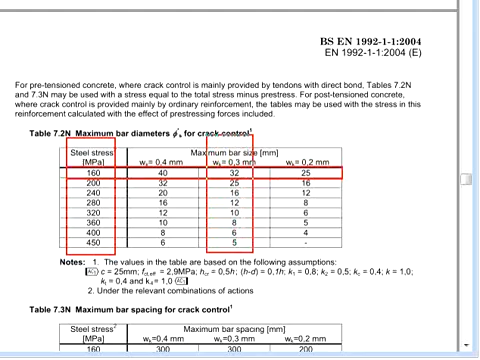 BS EN 1992-1-1:2004
EN 1992-1-1:2004 (E)
For pre-tensioned concrete, where crack control is mainly provided by tendons with direct bond, Tables 7.2N
and 7.3N may be used with a stress equal to the total stress minus prestress. For post-tensioned concrete,
where crack control is provided mainly by ordinary reinforcement, the tables may be used with the stress in this
reinforcement calculated with the effect of prestressing forces included.
Table 7.2N Maximum bar diameters ϕ*s for crack control¹
Steel stress² Maximum bar size [mm]
[MPa] wk= 0,4 mm wk= 0,3 mm wk= 0,2 mm
160 40 32 25
200 32 25 16
240 20 16 12
280 16 12 8
320 12 10 6
360 10 8 5
400 8 6 4
450 6 5 -
Notes: 1. The values in the table are based on the following assumptions:
c = 25mm; fct,eff = 2,9MPa; hcr = 0,5h; (h-d) = 0,1h; k1 = 0,8; k2 = 0,5; kc = 0,4; k = 1,0;
kt = 0,4 and k4 = 1,0
2. Under the relevant combinations of actions
Table 7.3N Maximum bar spacing for crack control¹
Steel stress² Maximum bar spacing [mm]
[MPa] wk=0,4 mm wk=0,3 mm wk=0,2 mm
160 300 300 200